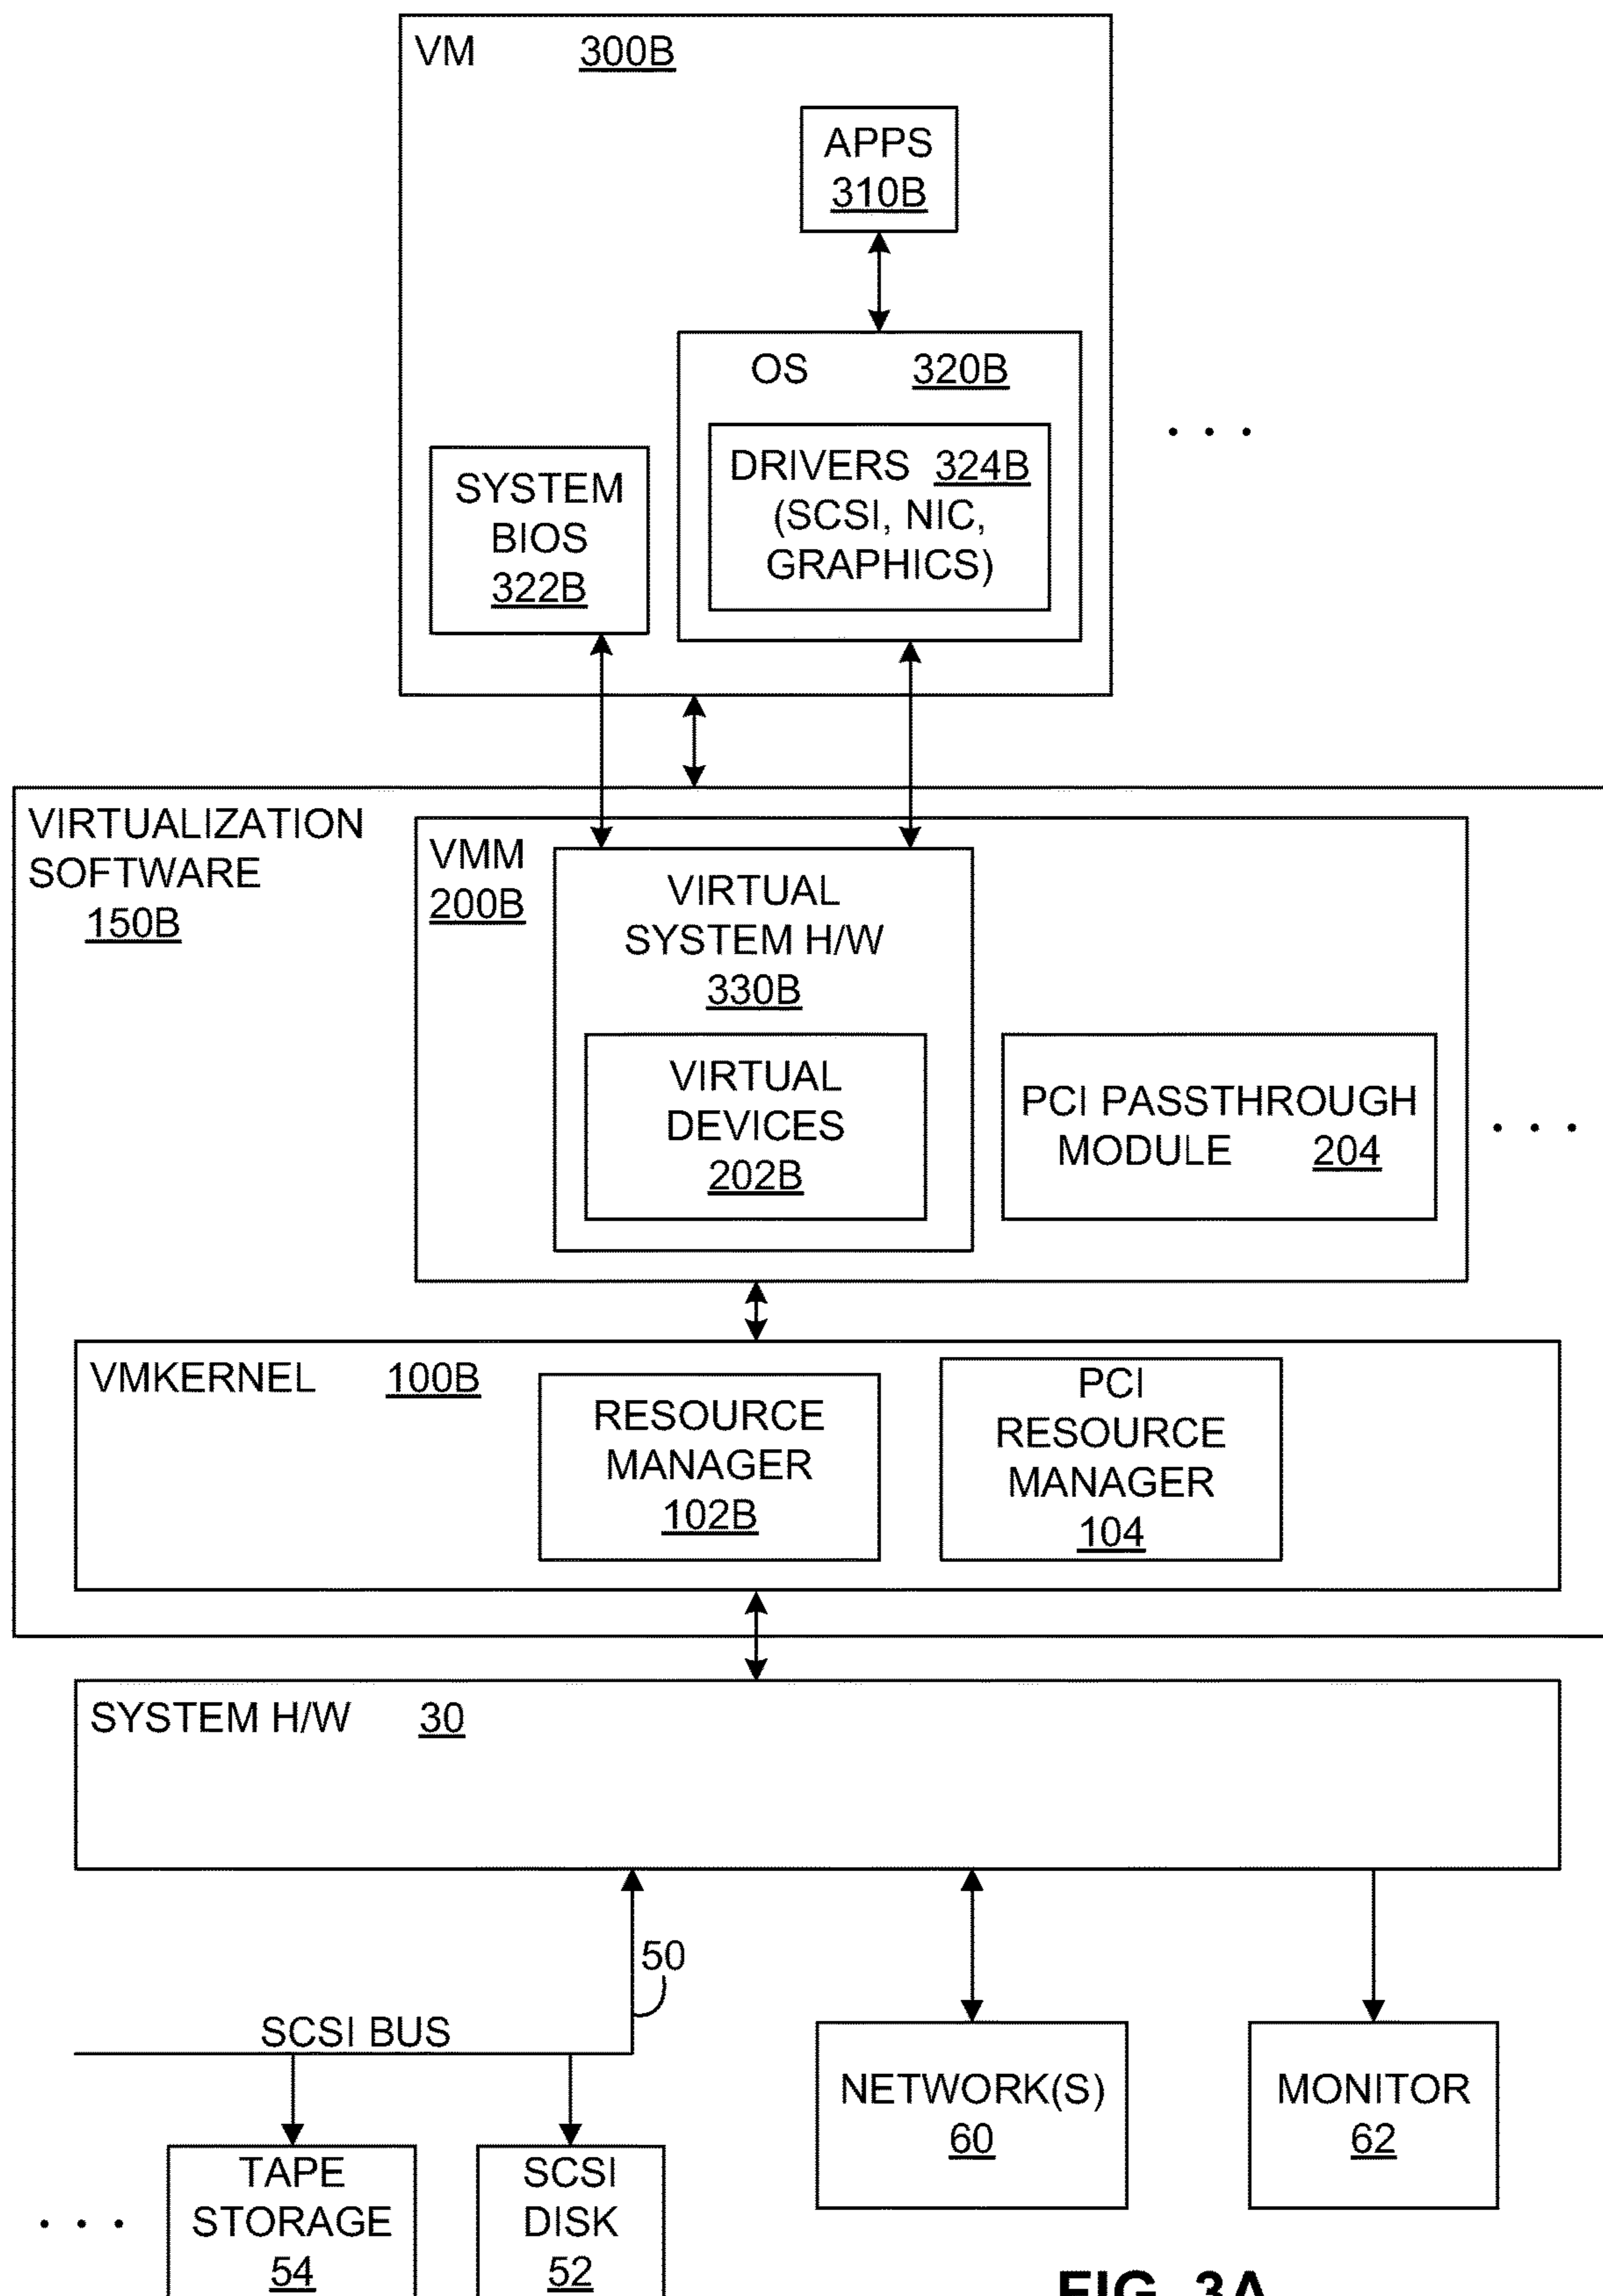 VM 300B
APPS
310B
OS 320B
DRIVERS 324B
(SCSI, NIC,
GRAPHICS)
SYSTEM
BIOS
322B
. . .
VIRTUALIZATION
SOFTWARE
150B
VMM
200B
VIRTUAL
SYSTEM H/W
330B
VIRTUAL
DEVICES
202B
PCI PASSTHROUGH
MODULE 204
. . .
VMKERNEL 100B
RESOURCE
MANAGER
102B
PCI
RESOURCE
MANAGER
104
SYSTEM H/W 30
50
SCSI BUS
NETWORK(S)
60
MONITOR
62
. . .
TAPE
STORAGE
54
SCSI
DISK
52
FIG. 3A